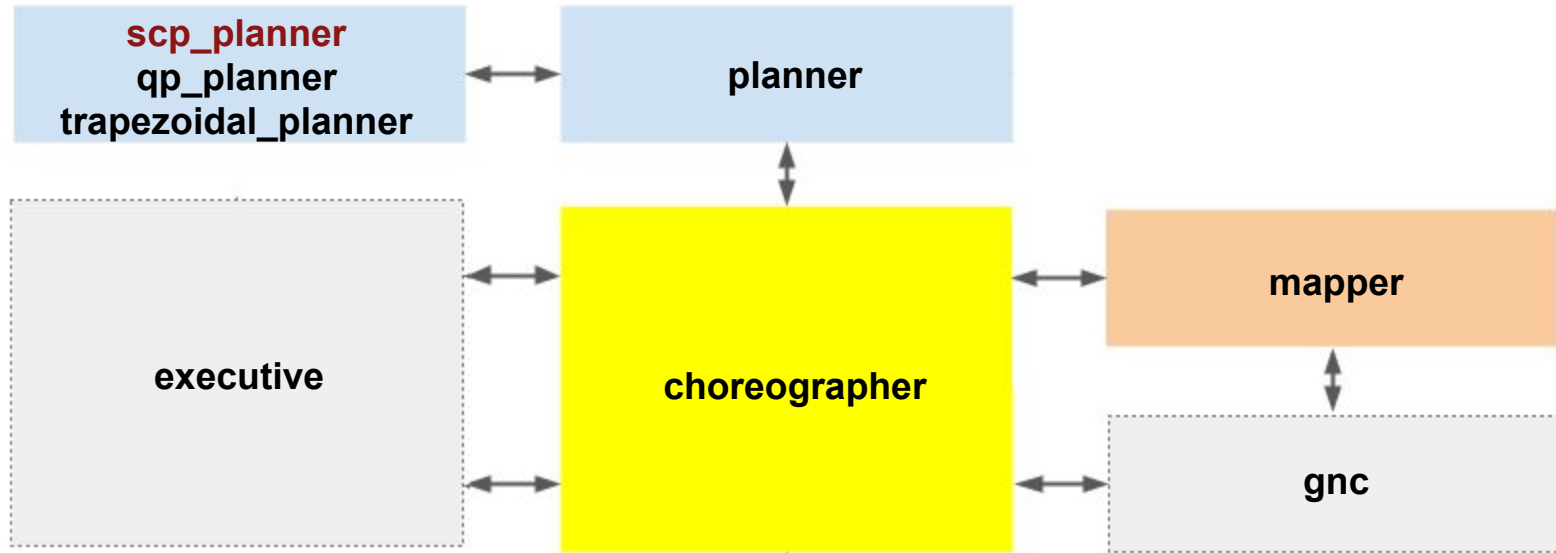 scp_planner
qp_planner
trapezoidal_planner
planner
executive
choreographer
mapper
gnc